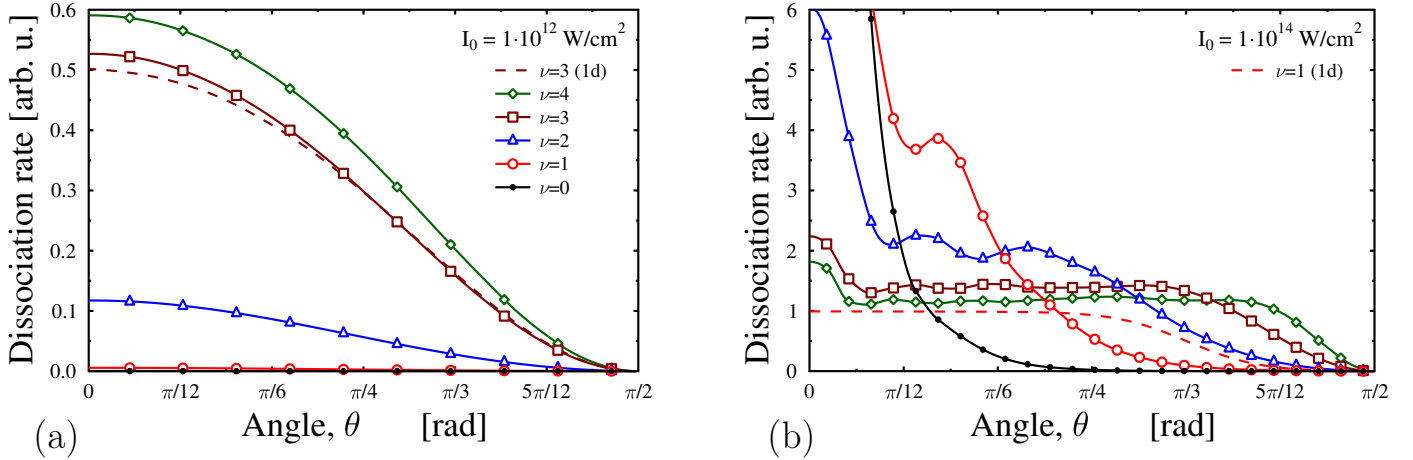 Dissociation rate [arb. u.]
0.6
0.5
0.4
0.3
0.2
0.1
0.0
I₀ = 1·10¹² W/cm²
ν=3 (1d)
ν=4
ν=3
ν=2
ν=1
ν=0
0 π/12 π/6 π/4 π/3 5π/12 π/2
(a) Angle, θ [rad]
Dissociation rate [arb. u.]
6
5
4
3
2
1
0
I₀ = 1·10¹⁴ W/cm²
ν=1 (1d)
0 π/12 π/6 π/4 π/3 5π/12 π/2
(b) Angle, θ [rad]